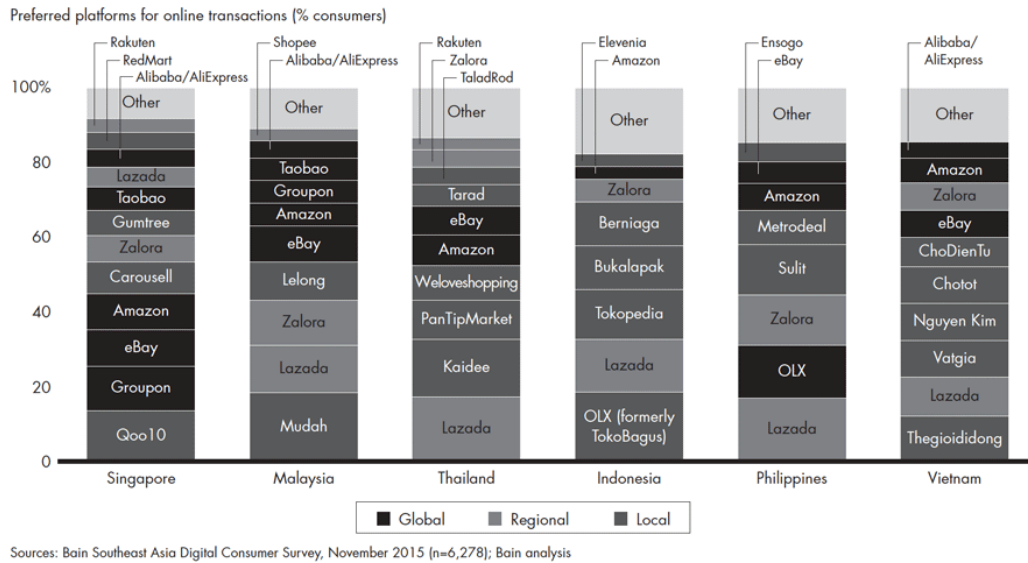 Preferred platforms for online transactions (% consumers)
Rakuten
RedMart
Alibaba/AliExpress
Shopee
Alibaba/AliExpress
Rakuten
Zalora
TaladRod
Elevenia
Amazon
Ensogo
eBay
Alibaba/
AliExpress
100%
80
60
40
20
0
Other
Lazada
Taobao
Gumtree
Zalora
Carousell
Amazon
eBay
Groupon
Qoo10
Other
Taobao
Groupon
Amazon
eBay
Lelong
Zalora
Lazada
Mudah
Other
Tarad
eBay
Amazon
Weloveshopping
PanTipMarket
Kaidee
Lazada
Other
Zalora
Berniaga
Bukalapak
Tokopedia
Lazada
OLX (formerly
TokoBagus)
Other
Amazon
Metrodeal
Sulit
Zalora
OLX
Lazada
Other
Amazon
Zalora
eBay
ChoDienTu
Chotot
Nguyen Kim
Vatgia
Lazada
Thegioididong
Singapore
Malaysia
Thailand
Indonesia
Philippines
Vietnam
Global
Regional
Local
Sources: Bain Southeast Asia Digital Consumer Survey, November 2015 (n=6,278); Bain analysis